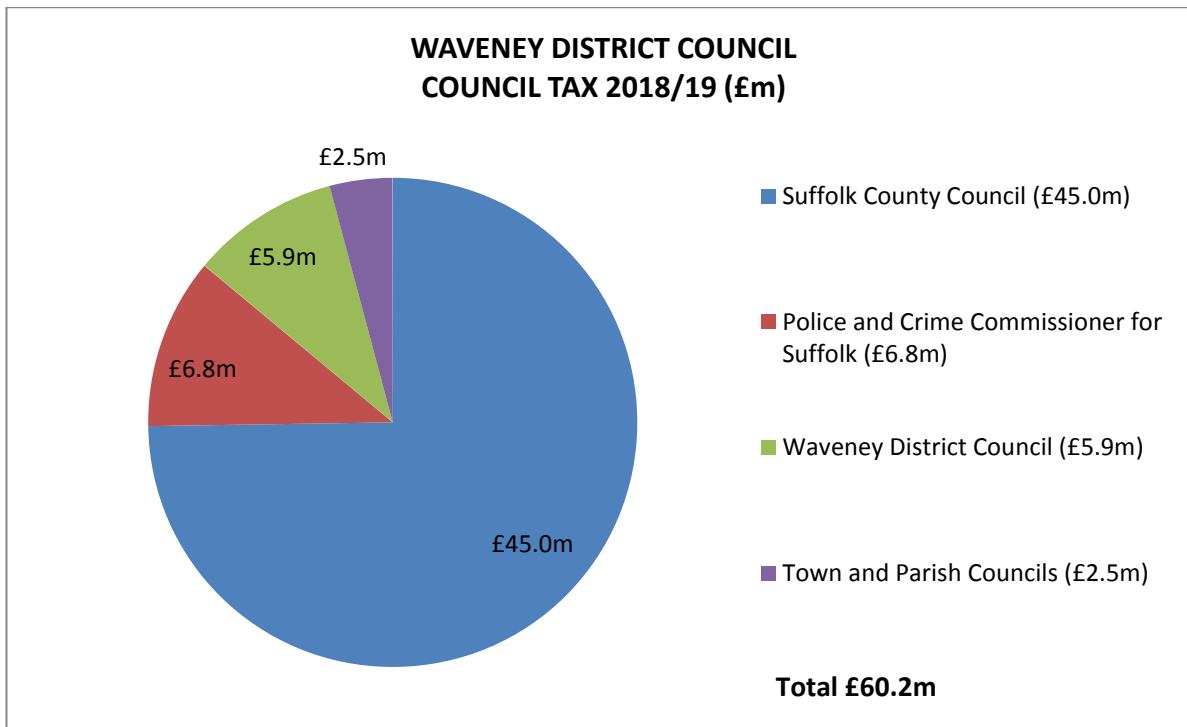 WAVENEY DISTRICT COUNCIL
COUNCIL TAX 2018/19 (£m)
£2.5m
£5.9m
£6.8m
£45.0m
Suffolk County Council (£45.0m)
Police and Crime Commissioner for
Suffolk (£6.8m)
Waveney District Council (£5.9m)
Town and Parish Councils (£2.5m)
Total £60.2m